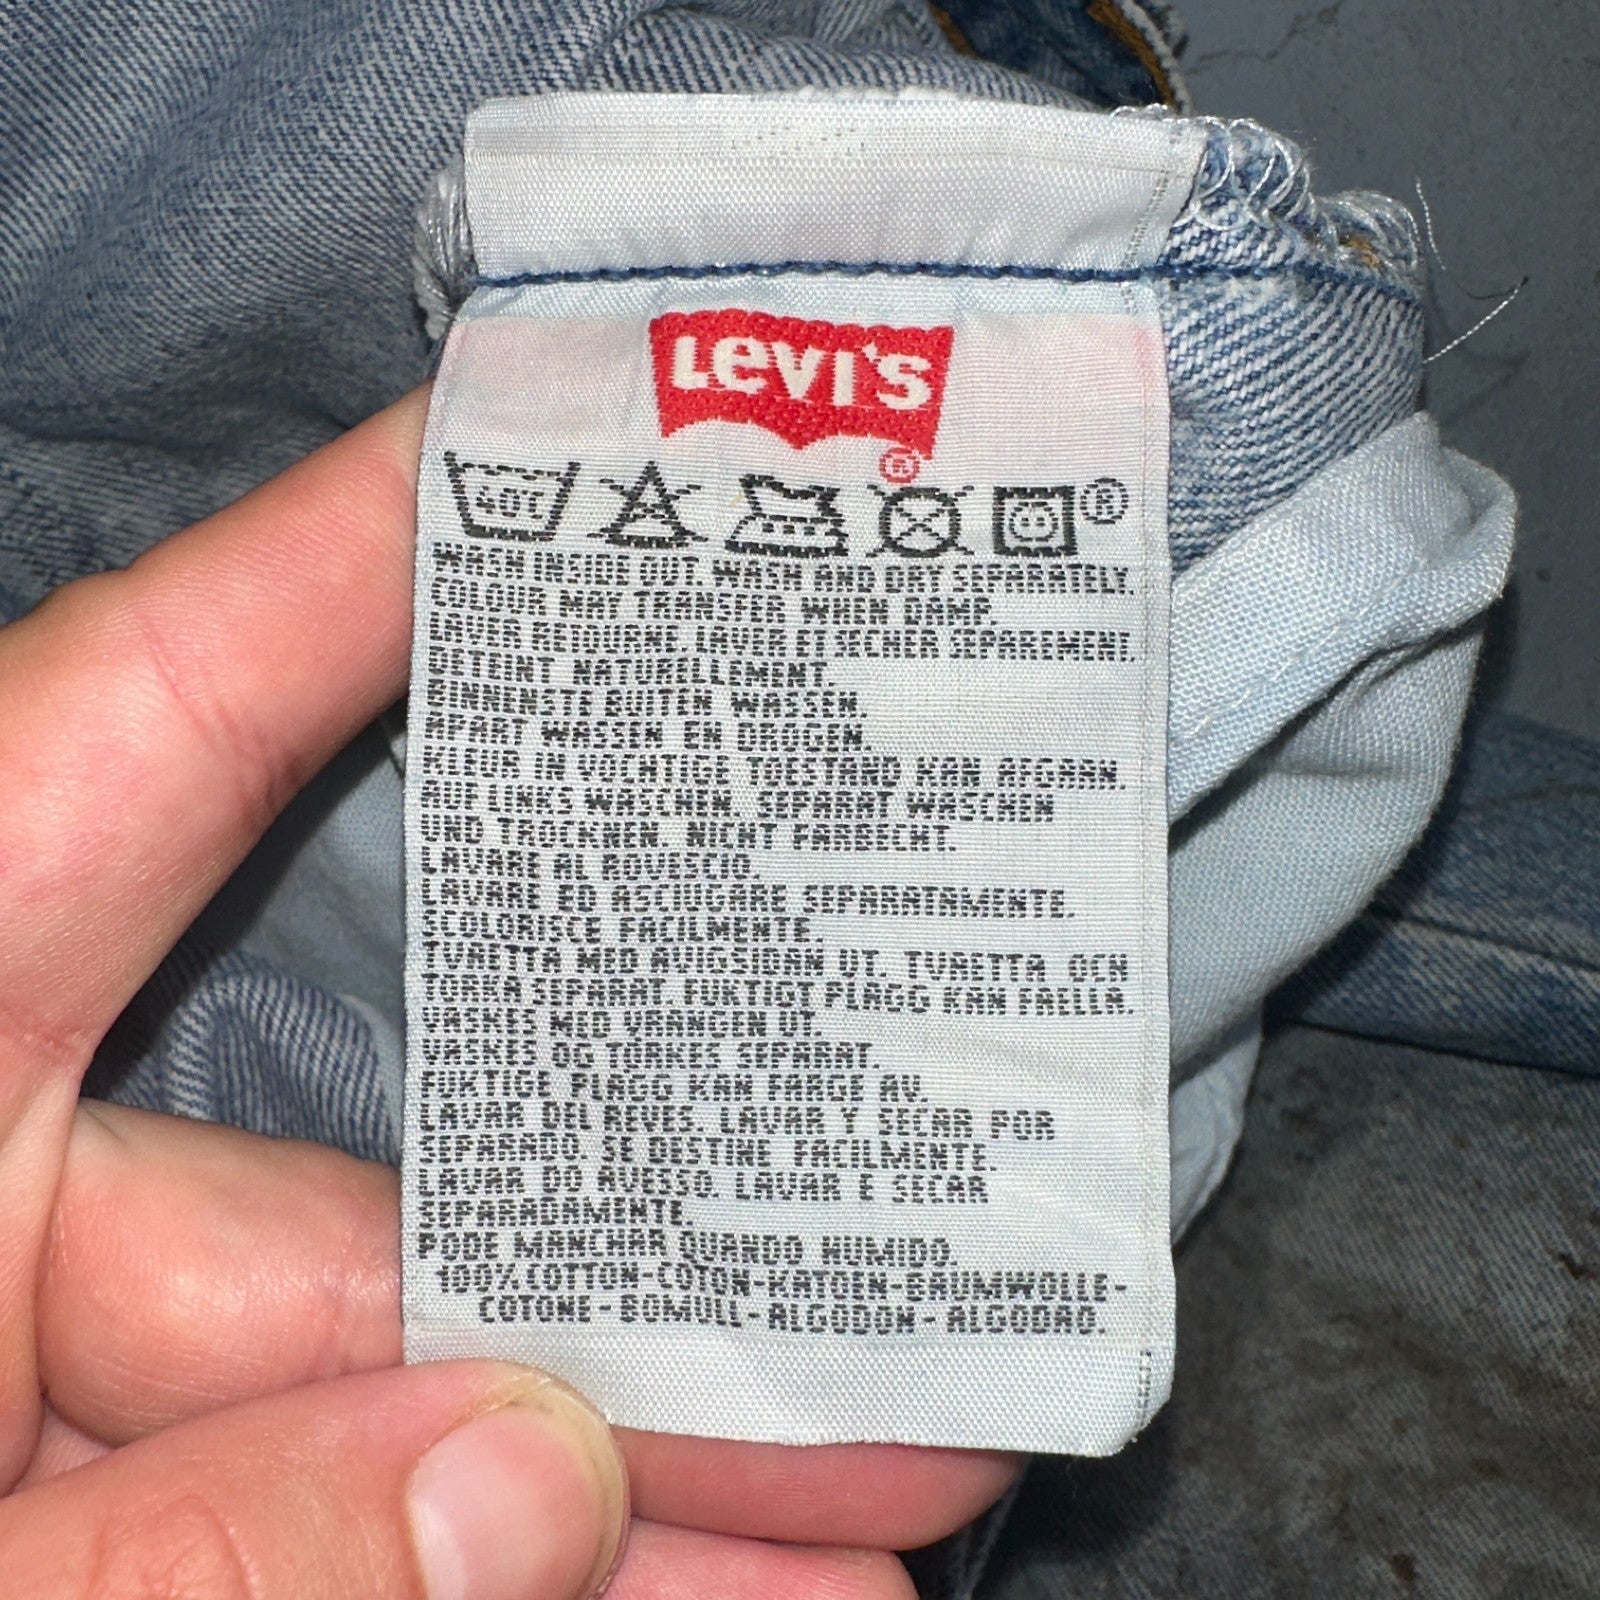 Levi's
®
40°C
®
WASH INSIDE OUT. WASH AND DRY SEPARATELY.
COLOUR MAY TRANSFER WHEN DAMP.
LAVER RETOURNE. LAVER ET SECHER SEPAREMENT.
DETEINT NATURELLEMENT.
BINNENSTE BUITEN WASSEN.
APART WASSEN EN DROGEN.
KLEUR IN VOCHTIGE TOESTAND KAN AFGAAN.
AUF LINKS WASCHEN. SEPARAT WASCHEN
UND TROCKNEN. NICHT FARBECHT.
LAVARE AL ROVESCIO.
LAVARE ED ASCIUGARE SEPARATAMENTE.
SCOLORISCE FACILMENTE.
TVÆTTA MED AVIGSIDAN UT. TVÆTTA OCH
TORKA SEPARAT. FUKTIGT PLAGG KAN FAELLA.
VASKES MED VRANGEN UT.
VASKES OG TORKES SEPARAT.
FUKTIGE PLAGG KAN FARGE AV.
LAVAR DEL REVES. LAVAR Y SECAR POR
SEPARADO. SE DESTINE FACILMENTE.
LAVAR DO AVESSO. LAVAR E SECAR
SEPARADAMENTE.
PODE MANCHAR QUANDO HUMIDO.
100% COTTON-COTON-KATOEN-BAUMWOLLE-
COTONE-BOMULL-ALGODON-ALGODAO.